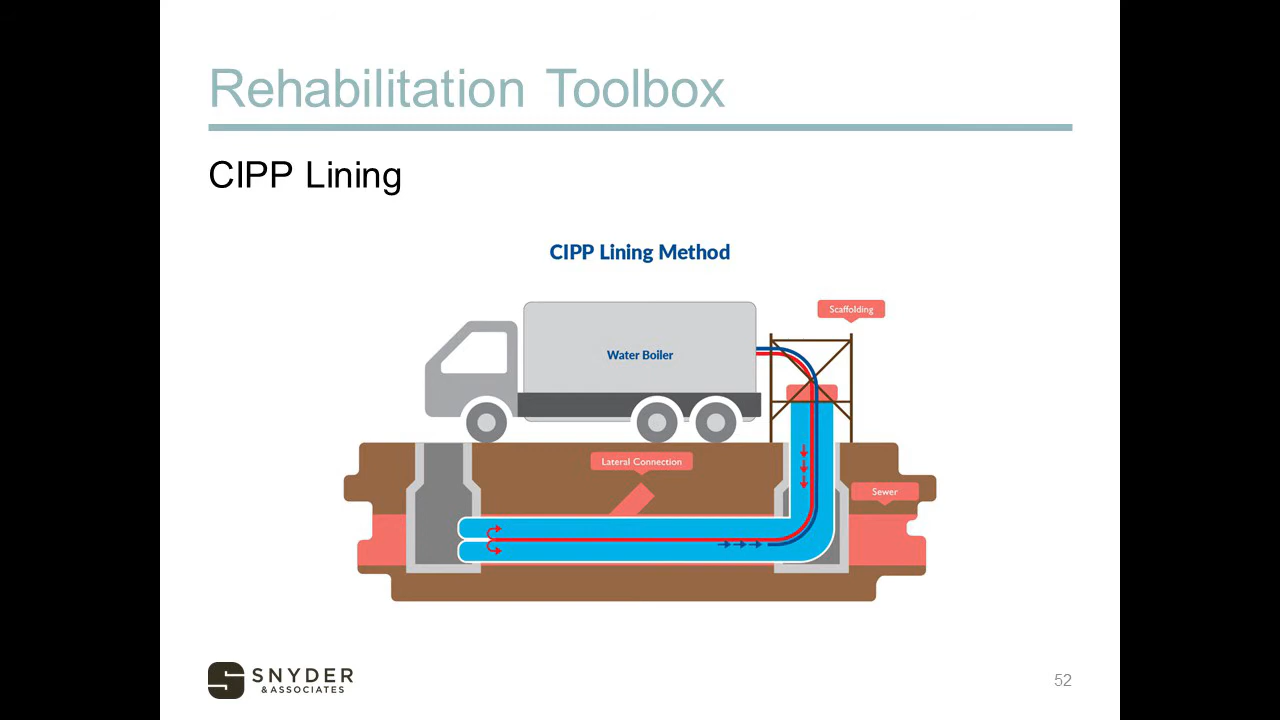 Rehabilitation Toolbox
CIPP Lining
CIPP Lining Method
Scaffolding
Water Boiler
Lateral Connection
Sewer
SNYDER
& ASSOCIATES
52